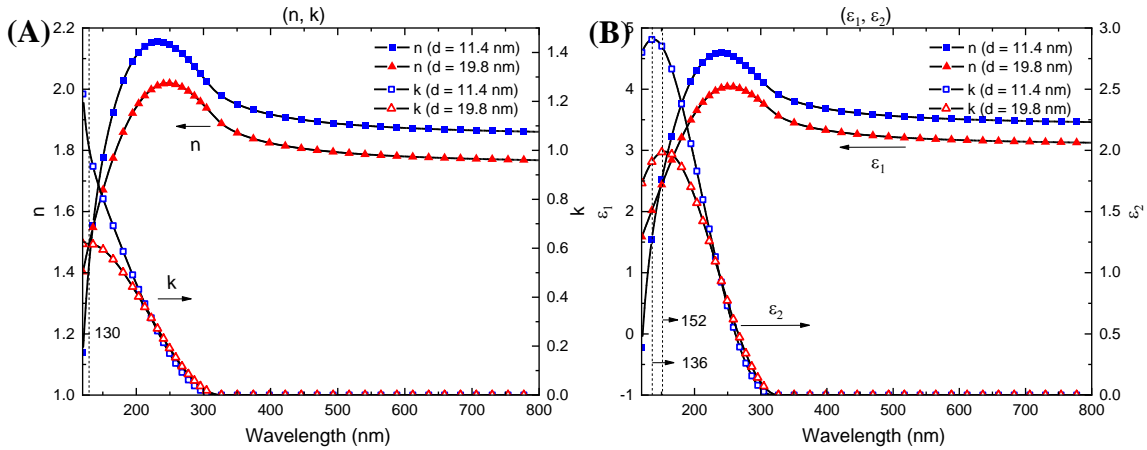 (A)
(n, k)
n (d = 11.4 nm)
n (d = 19.8 nm)
k (d = 11.4 nm)
k (d = 19.8 nm)
2.2
2.0
1.8
1.6
1.4
1.2
1.0
n
1.4
1.2
1.0
0.8
0.6
0.4
0.2
0.0
k
n
k
130
200 300 400 500 600 700 800
Wavelength (nm)
(B)
(ε1, ε2)
n (d = 11.4 nm)
n (d = 19.8 nm)
k (d = 11.4 nm)
k (d = 19.8 nm)
5
4
3
2
1
0
-1
ε1
3.0
2.5
2.0
1.5
1.0
0.5
0.0
ε2
ε1
ε2
152
136
200 300 400 500 600 700 800
Wavelength (nm)